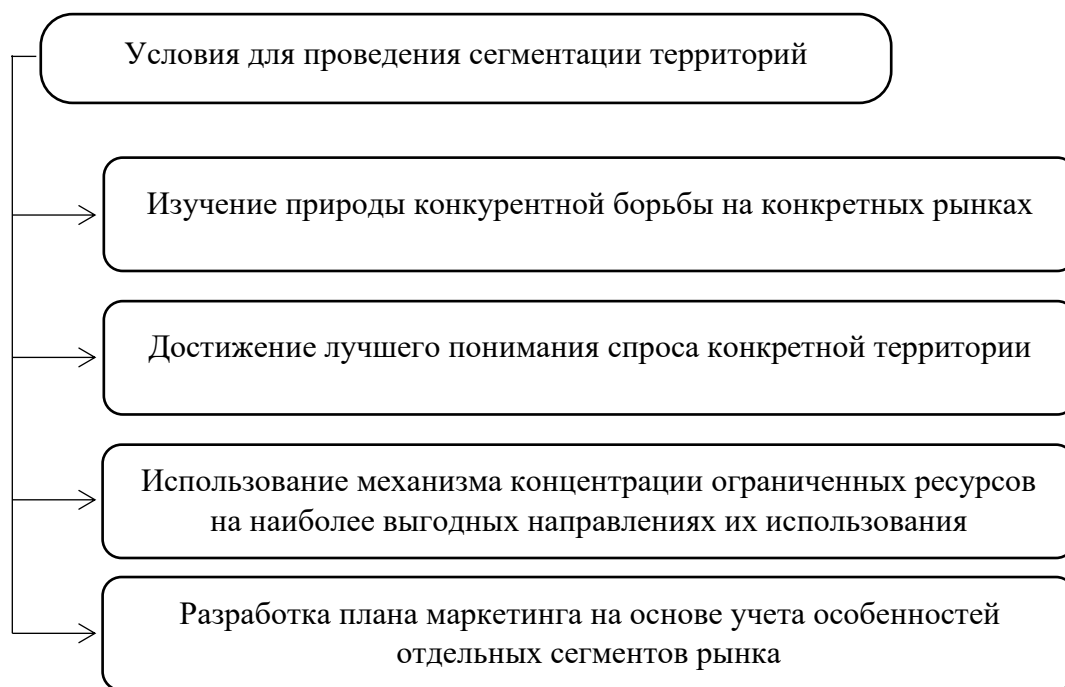 Условия для проведения сегментации территорий
Изучение природы конкурентной борьбы на конкретных рынках
Достижение лучшего понимания спроса конкретной территории
Использование механизма концентрации ограниченных ресурсов
на наиболее выгодных направлениях их использования
Разработка плана маркетинга на основе учета особенностей
отдельных сегментов рынка